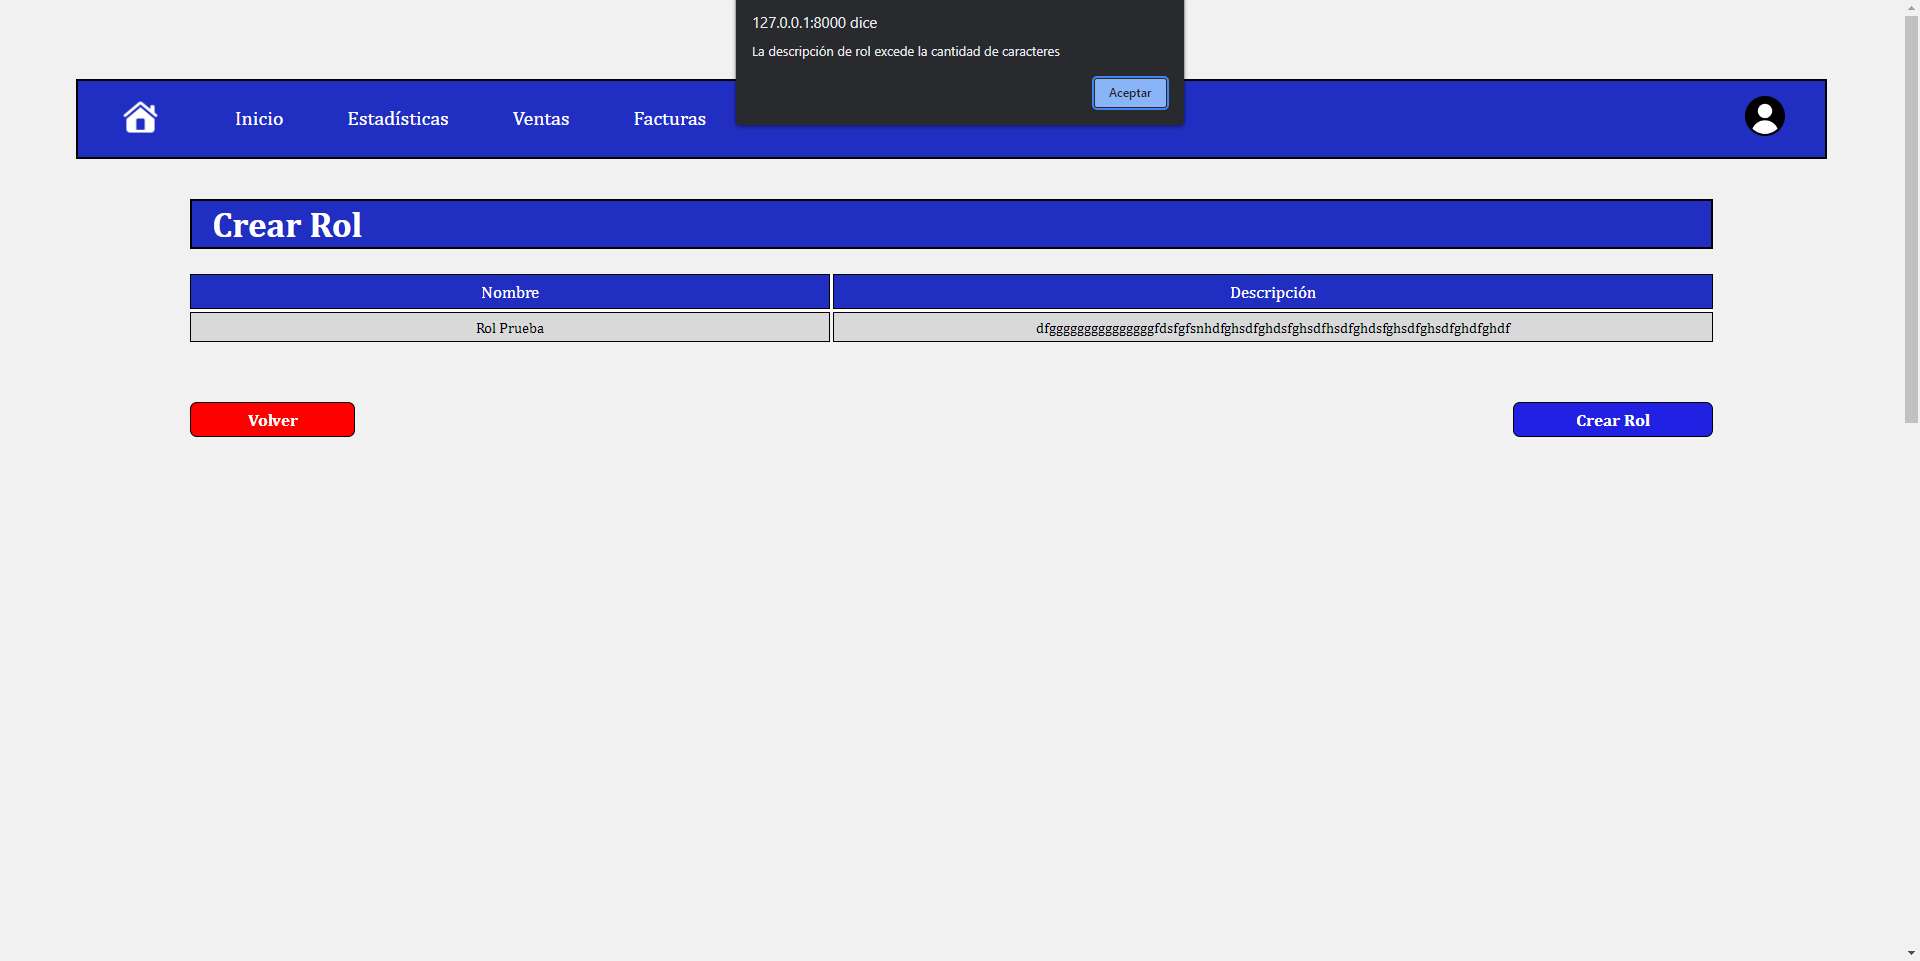 127.0.0.1:8000 dice
La descripción de rol excede la cantidad de caracteres
Aceptar
Inicio Estadísticas Ventas Facturas
Crear Rol
Nombre Descripción
Rol Prueba dfggggggggggggggggfdsfgfsnhdfghsdfghdsfghsdfhsdfghdsfghsdfghsdfghdfghdf
Volver Crear Rol